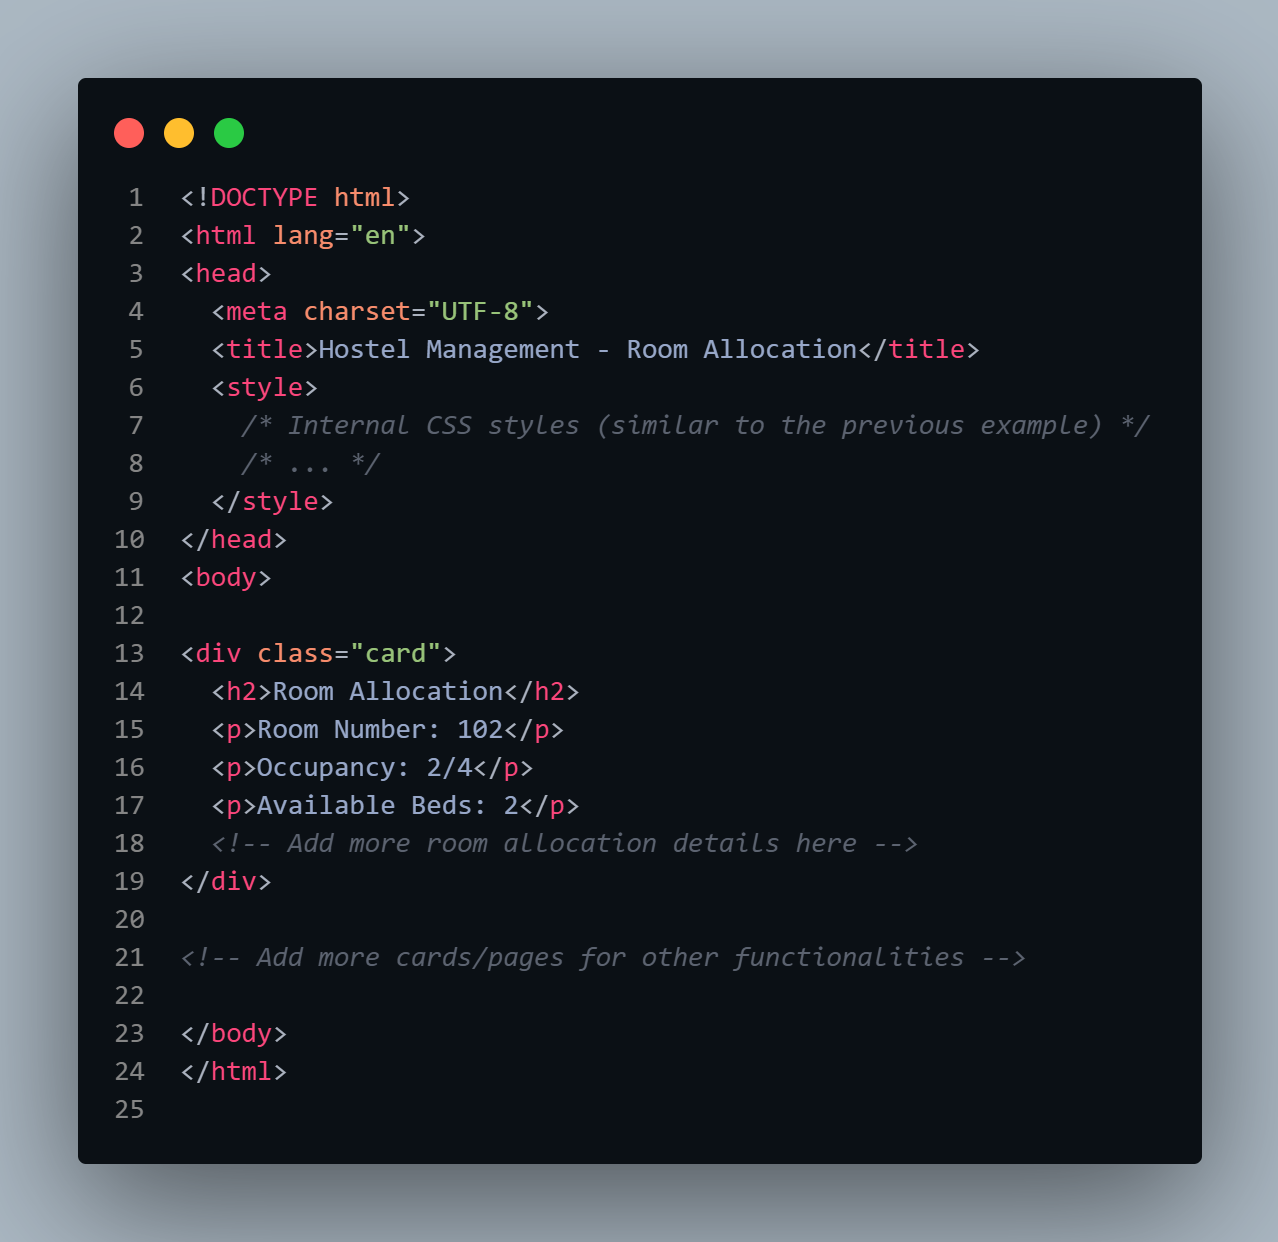 1 <!DOCTYPE html>
2 <html lang="en">
3 <head>
4   <meta charset="UTF-8">
5   <title>Hostel Management - Room Allocation</title>
6   <style>
7     /* Internal CSS styles (similar to the previous example) */
8     /* ... */
9   </style>
10 </head>
11 <body>
12
13 <div class="card">
14   <h2>Room Allocation</h2>
15   <p>Room Number: 102</p>
16   <p>Occupancy: 2/4</p>
17   <p>Available Beds: 2</p>
18   <!-- Add more room allocation details here -->
19 </div>
20
21 <!-- Add more cards/pages for other functionalities -->
22
23 </body>
24 </html>
25